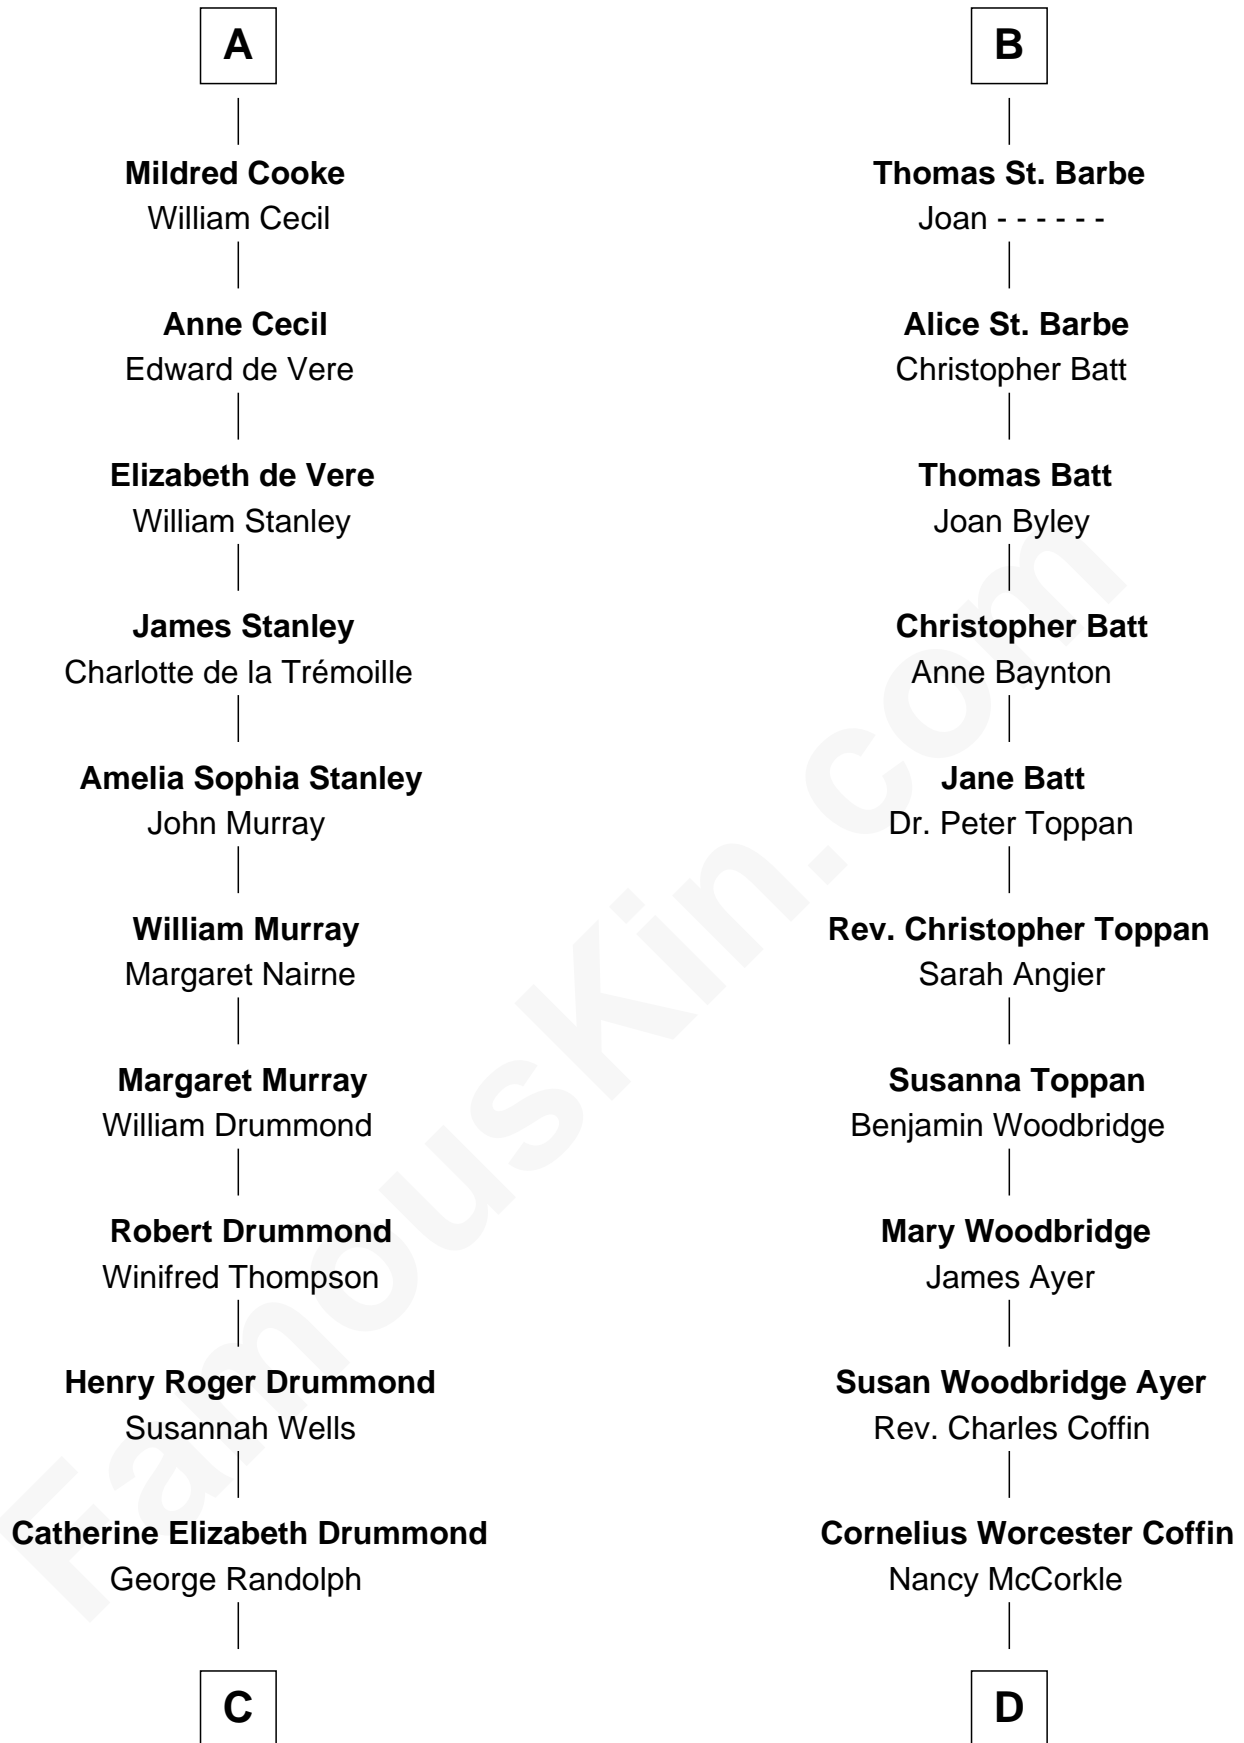 A
Mildred Cooke
William Cecil
Anne Cecil
Edward de Vere
Elizabeth de Vere
William Stanley
James Stanley
Charlotte de la Trémoille
Amelia Sophia Stanley
John Murray
William Murray
Margaret Nairne
Margaret Murray
William Drummond
Robert Drummond
Winifred Thompson
Henry Roger Drummond
Susannah Wells
Catherine Elizabeth Drummond
George Randolph
C
B
Thomas St. Barbe
Joan - - - - - -
Alice St. Barbe
Christopher Batt
Thomas Batt
Joan Byley
Christopher Batt
Anne Baynton
Jane Batt
Dr. Peter Toppan
Rev. Christopher Toppan
Sarah Angier
Susanna Toppan
Benjamin Woodbridge
Mary Woodbridge
James Ayer
Susan Woodbridge Ayer
Rev. Charles Coffin
Cornelius Worcester Coffin
Nancy McCorkle
D
FamousKin.com